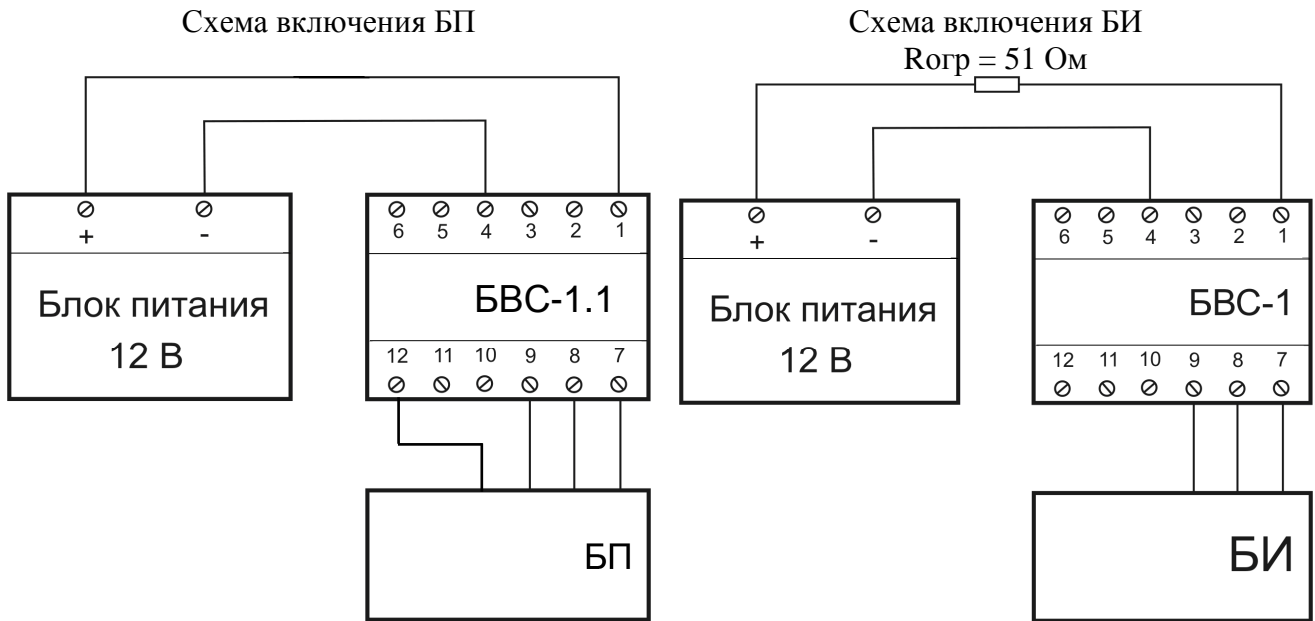 Схема включения БП
+ -
Блок питания
12 В
6 5 4 3 2 1
БВС-1.1
12 11 10 9 8 7
БП
Схема включения БИ
Rогр = 51 Ом
+ -
Блок питания
12 В
6 5 4 3 2 1
БВС-1
12 11 10 9 8 7
БИ